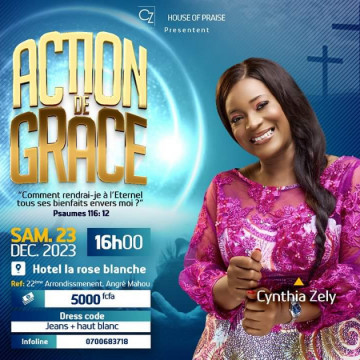 CZ HOUSE OF PRAISE
Presentent
ACTION
DE
GRACE
"Comment rendrai-je à l'Eternel
tous ses bienfaits envers moi ?"
Psaumes 116: 12
SAM. 23
DEC. 2023
16h00
Hotel la rose blanche
Ref: 22ème Arrondissmenent, Angré Mahou
5000 fcfa
Dress code
Jeans + haut blanc
Infoline 0700683718
Cynthia Zely